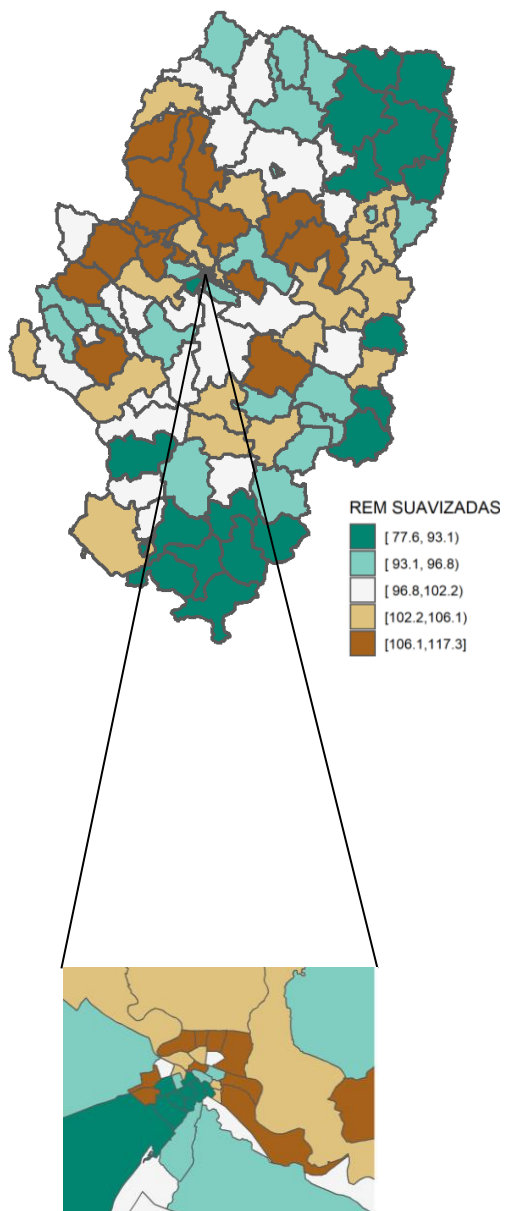 REM SUAVIZADAS
[ 77.6, 93.1)
[ 93.1, 96.8)
[ 96.8,102.2)
[102.2,106.1)
[106.1,117.3]